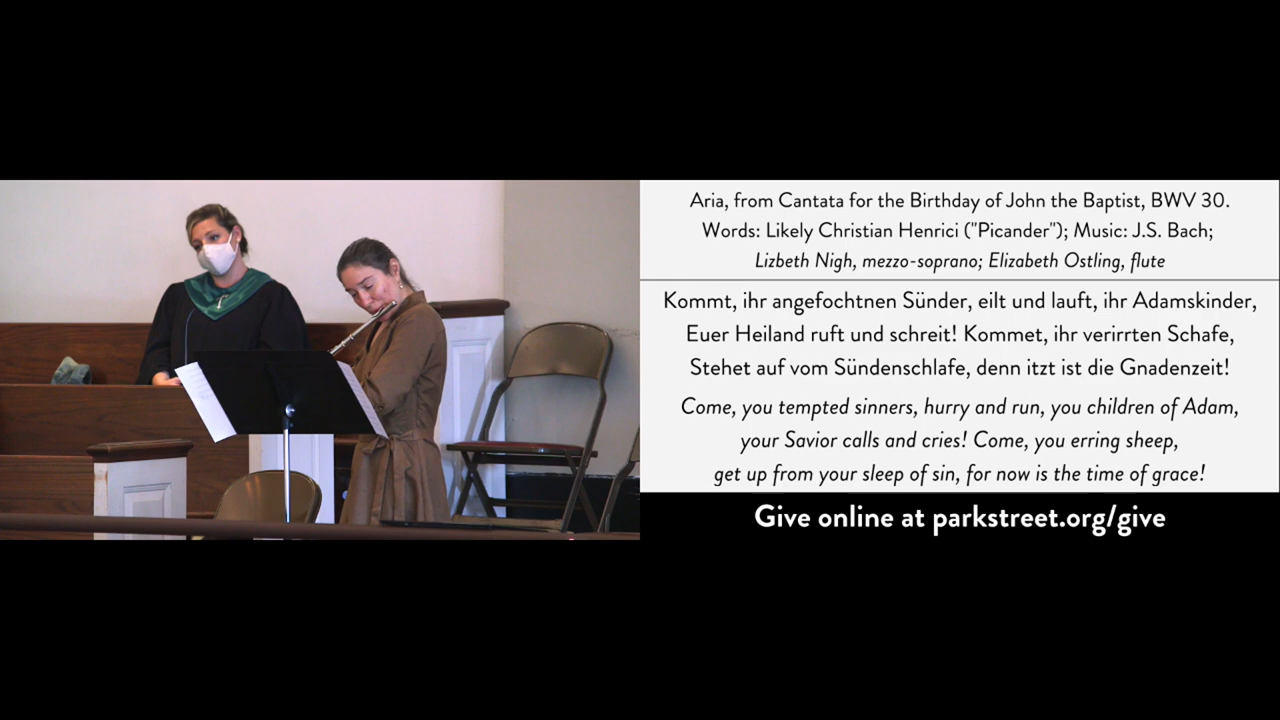 Aria, from Cantata for the Birthday of John the Baptist, BWV 30.
Words: Likely Christian Henrici ("Picander"); Music: J.S. Bach;
Lizbeth Nigh, mezzo-soprano; Elizabeth Ostling, flute
Kommt, ihr angefochtnen Sünder, eilt und lauft, ihr Adamskinder,
Euer Heiland ruft und schreit! Kommet, ihr verirrten Schafe,
Stehet auf vom Sündenschlafe, denn itzt ist die Gnadenzeit!
Come, you tempted sinners, hurry and run, you children of Adam,
your Savior calls and cries! Come, you erring sheep,
get up from your sleep of sin, for now is the time of grace!
Give online at parkstreet.org/give